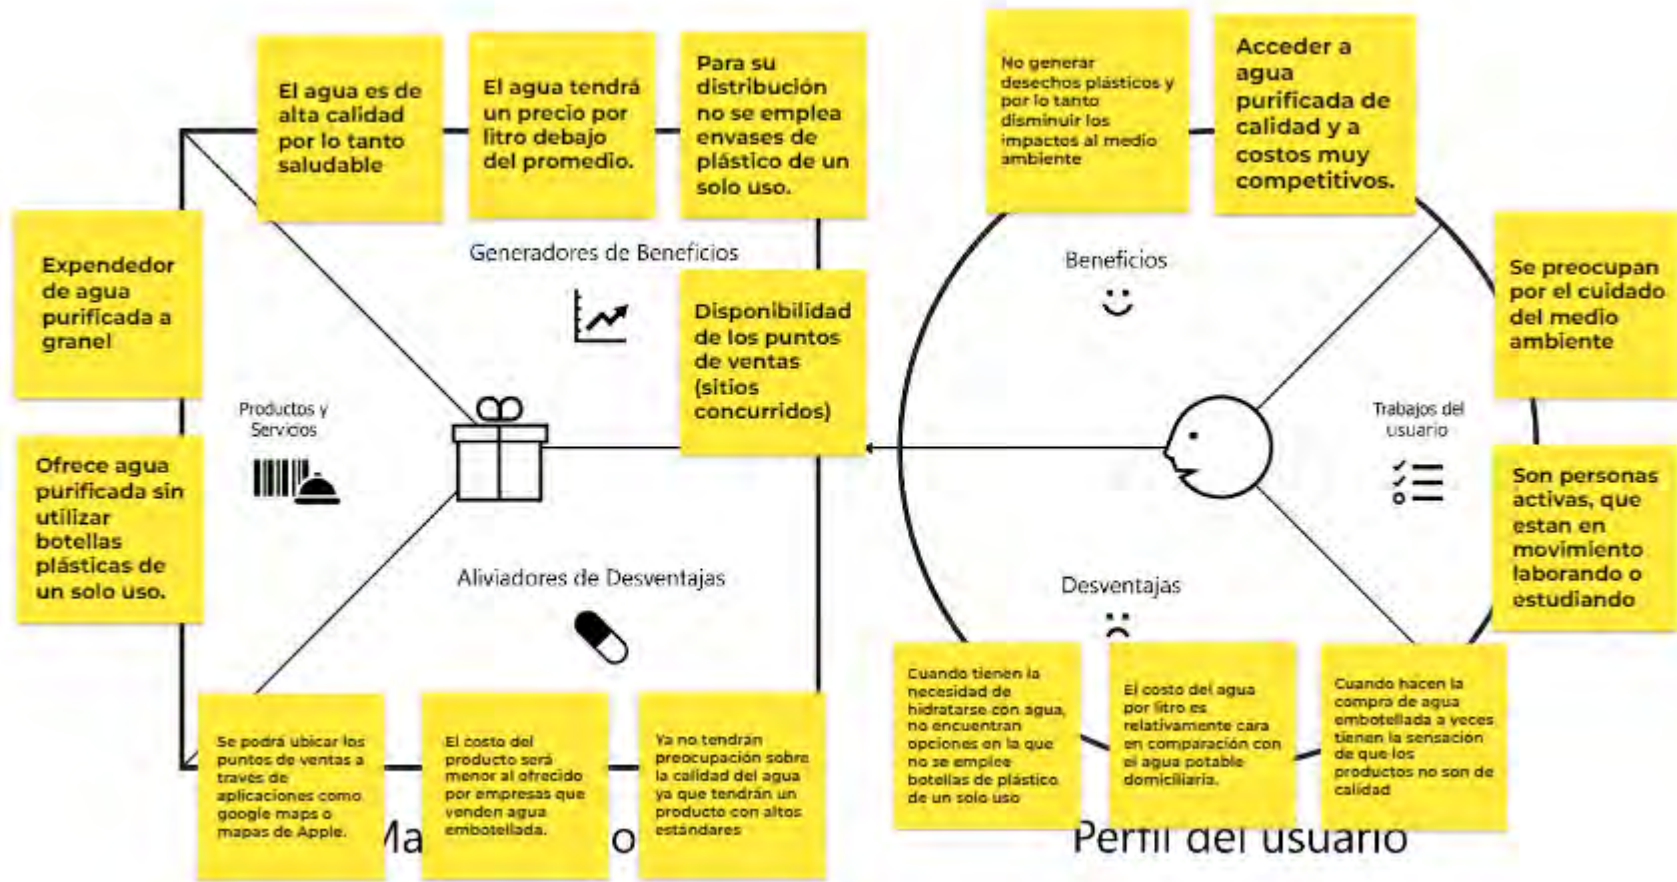 El agua es de
alta calidad
por lo tanto
saludable
El agua tendrá
un precio por
litro debajo
del promedio.
Para su
distribución
no se emplea
envases de
plástico de un
solo uso.
Expendedor
de agua
purificada a
granel
Generadores de Beneficios
Disponibilidad
de los puntos
de ventas
(sitios
concurridos)
Productos y
Servicios
Ofrece agua
purificada sin
utilizar
botellas
plásticas de
un solo uso.
Aliviadores de Desventajas
Se podrá ubicar los
puntos de ventas a
través de
aplicaciones como
google maps o
mapas de Apple.
El costo del
producto será
menor al ofrecido
por empresas que
venden agua
embotellada.
Ya no tendrán
preocupación sobre
la calidad del agua
ya que tendrán un
producto con altos
estándares
No generar
desechos plásticos y
por lo tanto
disminuir los
impactos al medio
ambiente
Acceder a
agua
purificada de
calidad y a
costos muy
competitivos.
Beneficios
Se preocupan
por el cuidado
del medio
ambiente
Trabajos del
usuario
Son personas
activas, que
estan en
movimiento
laborando o
estudiando
Desventajas
Cuando tienen la
necesidad de
hidratarse con agua,
no encuentran
opciones en la que
no se emplee
botellas de plástico
de un solo uso
El costo del agua
por litro es
relativamente cara
en comparación con
el agua potable
domiciliaria.
Cuando hacen la
compra de agua
embotellada a veces
tienen la sensación
de que los
productos no son de
calidad
Perfil del usuario